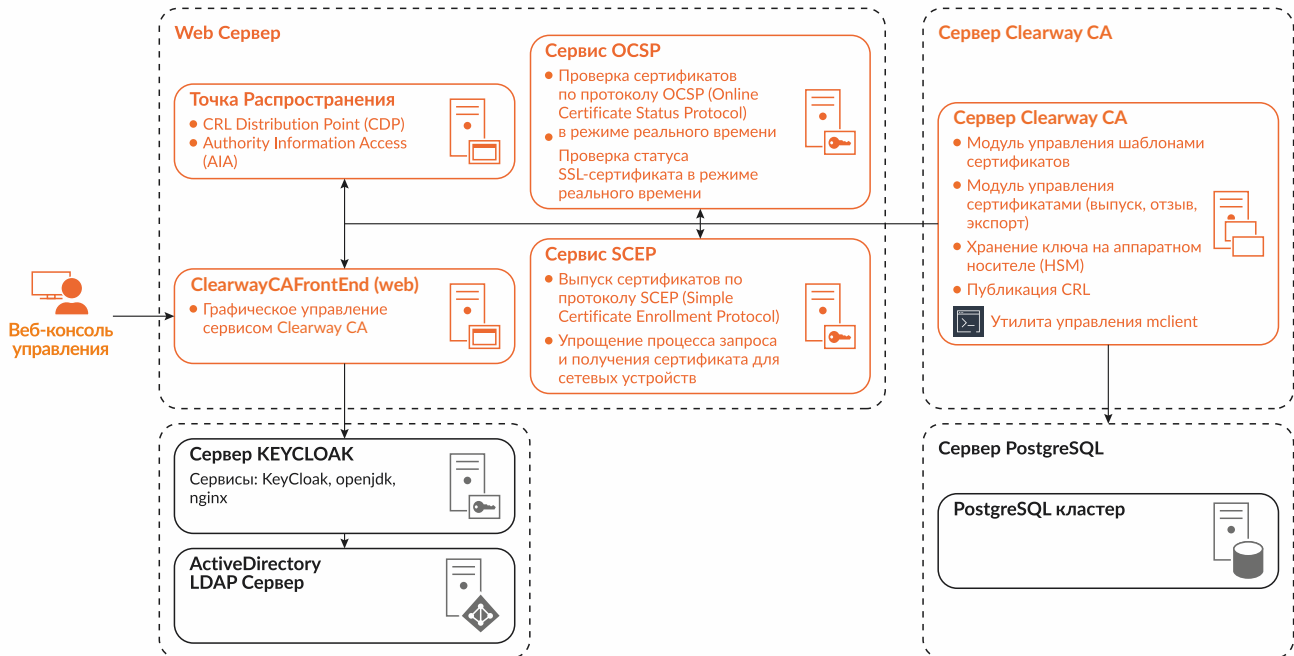 Веб-консоль
управления
Web Сервер
Точка Распространения
• CRL Distribution Point (CDP)
• Authority Information Access
(AIA)
ClearwayCAFrontEnd (web)
• Графическое управление
сервисом Clearway CA
Сервис OCSP
• Проверка сертификатов
по протоколу OCSP (Online
Certificate Status Protocol)
в режиме реального времени
•
Проверка статуса
SSL-сертификата в режиме
реального времени
Сервис SCEP
• Выпуск сертификатов по
протоколу SCEP (Simple
Certificate Enrollment Protocol)
• Упрощение процесса запроса
и получения сертификата для
сетевых устройств
Сервер Clearway CA
Сервер Clearway CA
• Модуль управления шаблонами
сертификатов
• Модуль управления
сертификатами (выпуск, отзыв,
экспорт)
• Хранение ключа на аппаратном
носителе (HSM)
• Публикация CRL
Утилита управления mclient
Сервер KEYCLOAK
Сервисы: KeyCloak, openjdk,
nginx
ActiveDirectory
LDAP Сервер
Сервер PostgreSQL
PostgreSQL кластер